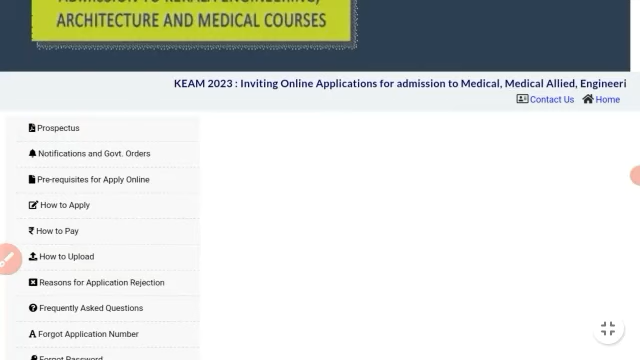 ARCHITECTURE AND MEDICAL COURSES
KEAM 2023 : Inviting Online Applications for admission to Medical, Medical Allied, Engineeri
Contact Us Home
Prospectus
Notifications and Govt. Orders
Pre-requisites for Apply Online
How to Apply
How to Pay
How to Upload
Reasons for Application Rejection
Frequently Asked Questions
Forgot Application Number
Forgot Password